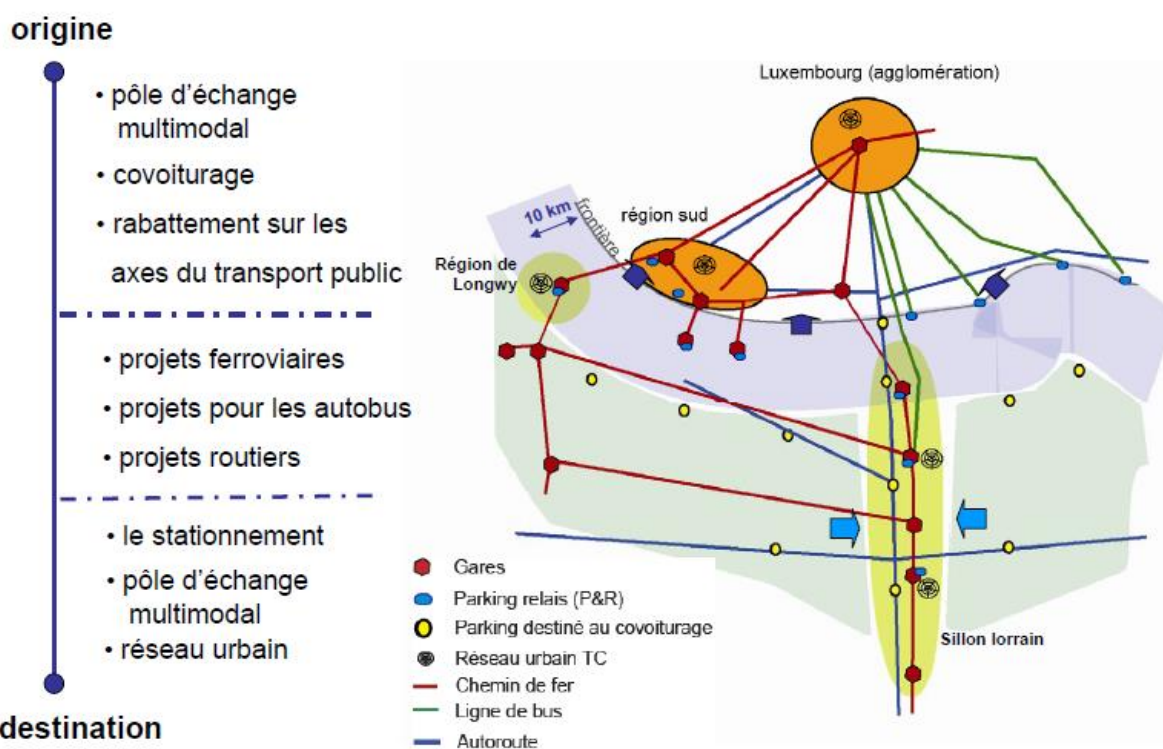 origine
• pôle d'échange
multimodal
• covoiturage
• rabattement sur les
axes du transport public
• projets ferroviaires
• projets pour les autobus
• projets routiers
• le stationnement
• pôle d'échange
multimodal
• réseau urbain
destination
Luxembourg (agglomération)
10 km
frontière
région sud
Région de
Longwy
Sillon lorrain
Gares
Parking relais (P&R)
Parking destiné au covoiturage
Réseau urbain TC
Chemin de fer
Ligne de bus
Autoroute